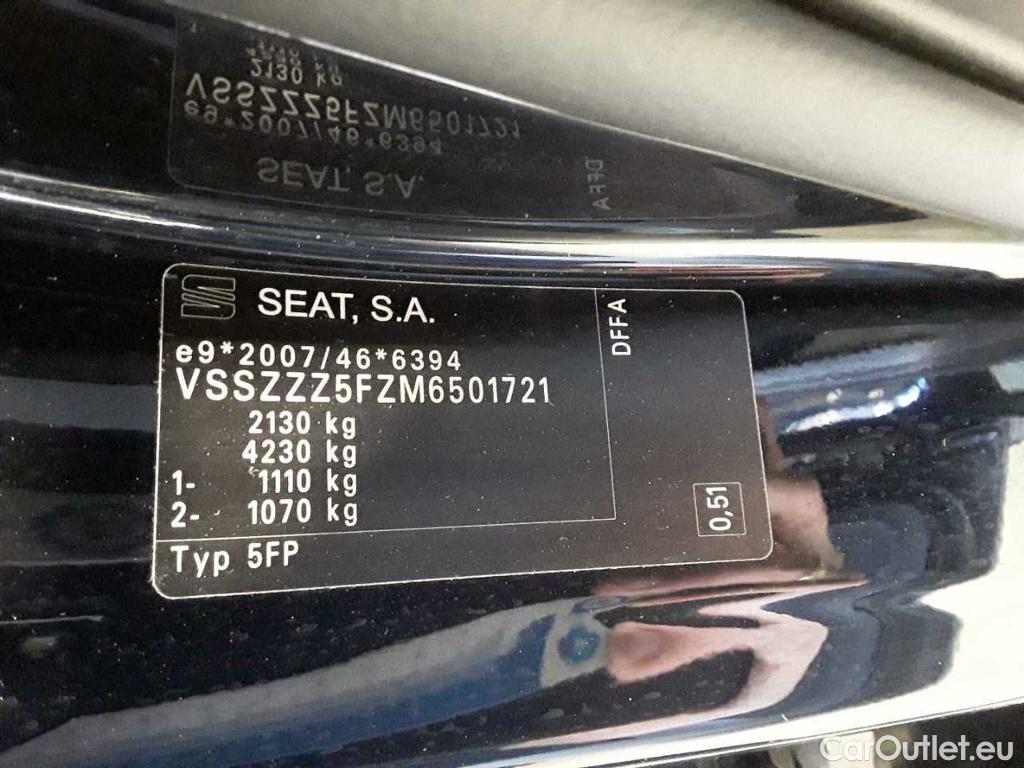 SEAT, S.A.
DFFA
e9*2007/46*6394
VSSZZZ5FZM6501721
2130 kg
4230 kg
1- 1110 kg
2- 1070 kg
0,51
Typ 5FP
CarOutlet.eu